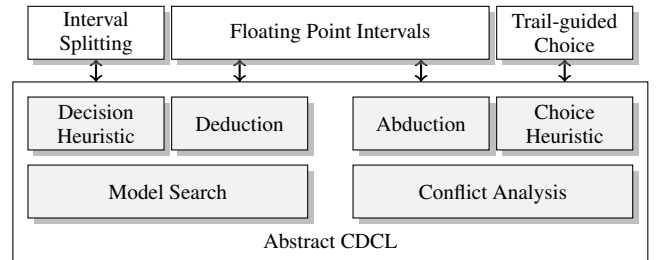 Interval
Splitting
Floating Point Intervals
Trail-guided
Choice
Decision
Heuristic
Deduction
Abduction
Choice
Heuristic
Model Search
Conflict Analysis
Abstract CDCL